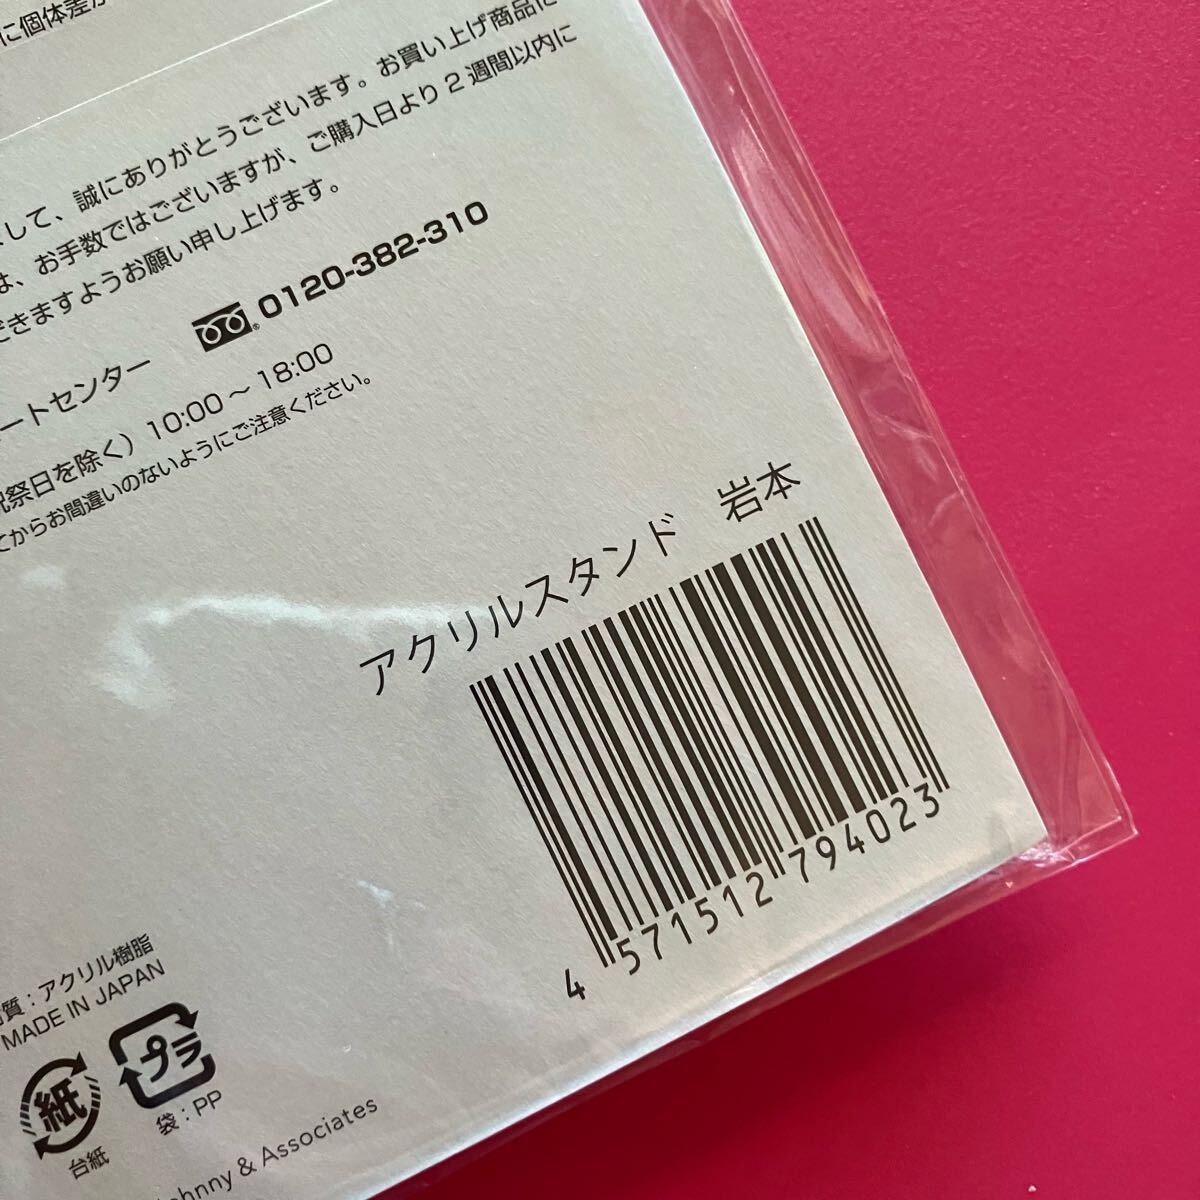 に個体差が
して、誠にありがとうございます。お買い上げ商品に
は、お手数ではございますが、ご購入日より2週間以内に
だきますようお願い申し上げます。
ートセンター 0120-382-310
祝祭日を除く）10:00～18:00
てからお間違いのないようにご注意ください。
アクリルスタンド 岩本
4 571512 794023
質：アクリル樹脂
MADE IN JAPAN
紙
台紙
プラ
袋：PP
ohnny & Associates